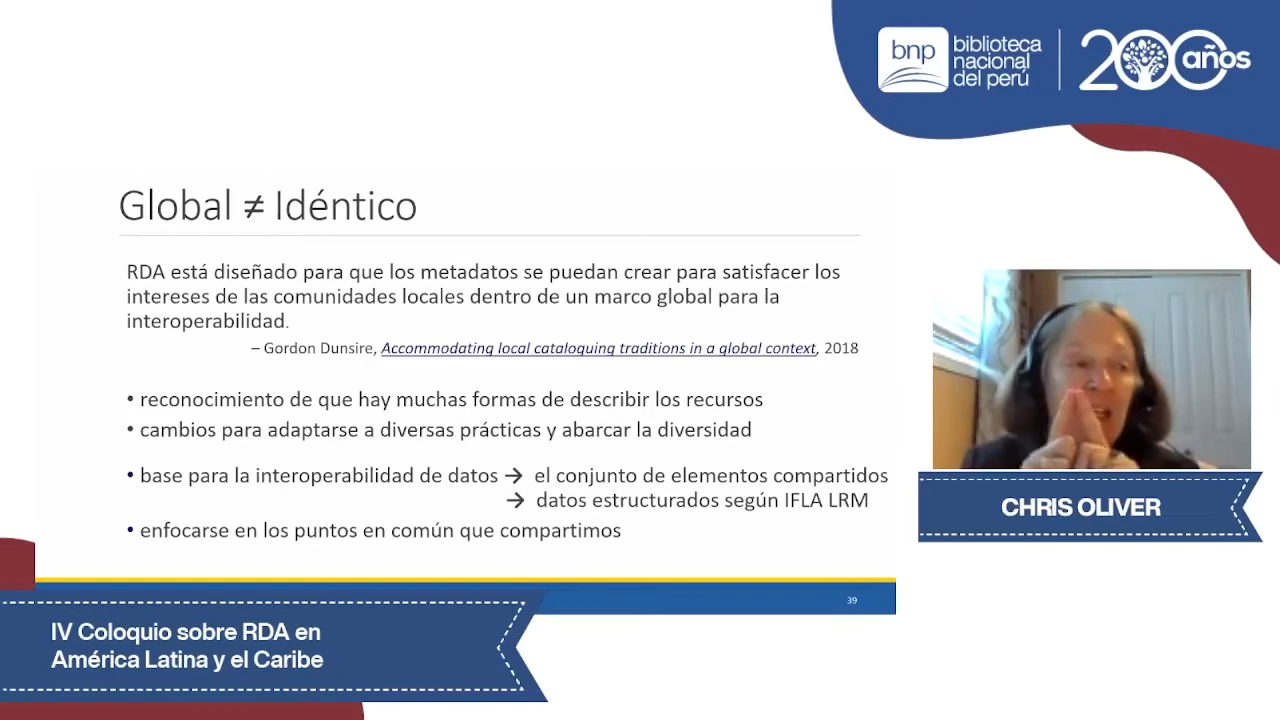 bnp
biblioteca
nacional
del perú
200 años
Global ≠ Idéntico
RDA está diseñado para que los metadatos se puedan crear para satisfacer los
intereses de las comunidades locales dentro de un marco global para la
interoperabilidad.
– Gordon Dunsire, Accommodating local cataloguing traditions in a global context, 2018
• reconocimiento de que hay muchas formas de describir los recursos
• cambios para adaptarse a diversas prácticas y abarcar la diversidad
• base para la interoperabilidad de datos → el conjunto de elementos compartidos
→ datos estructurados según IFLA LRM
• enfocarse en los puntos en común que compartimos
39
CHRIS OLIVER
IV Coloquio sobre RDA en
América Latina y el Caribe